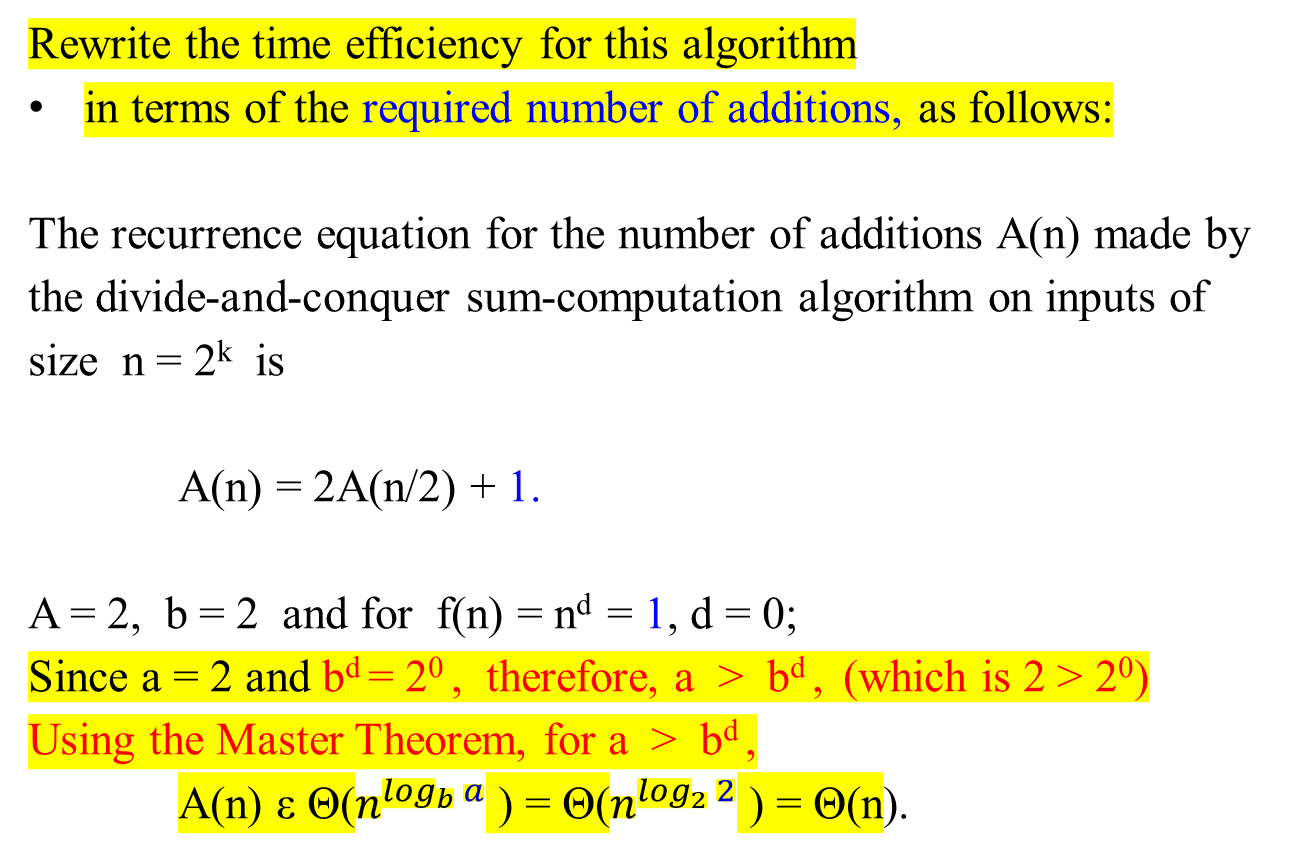 Rewrite the time efficiency for this algorithm
• in terms of the required number of additions, as follows:
The recurrence equation for the number of additions A(n) made by
the divide-and-conquer sum-computation algorithm on inputs of
size n = 2ᵏ is
A(n) = 2A(n/2) + 1.
A = 2, b = 2 and for f(n) = nᵈ = 1, d = 0;
Since a = 2 and bᵈ = 2⁰, therefore, a > bᵈ, (which is 2 > 2⁰)
Using the Master Theorem, for a > bᵈ,
A(n) ε Θ(n^{log_b a}) = Θ(n^{log_2 2}) = Θ(n).